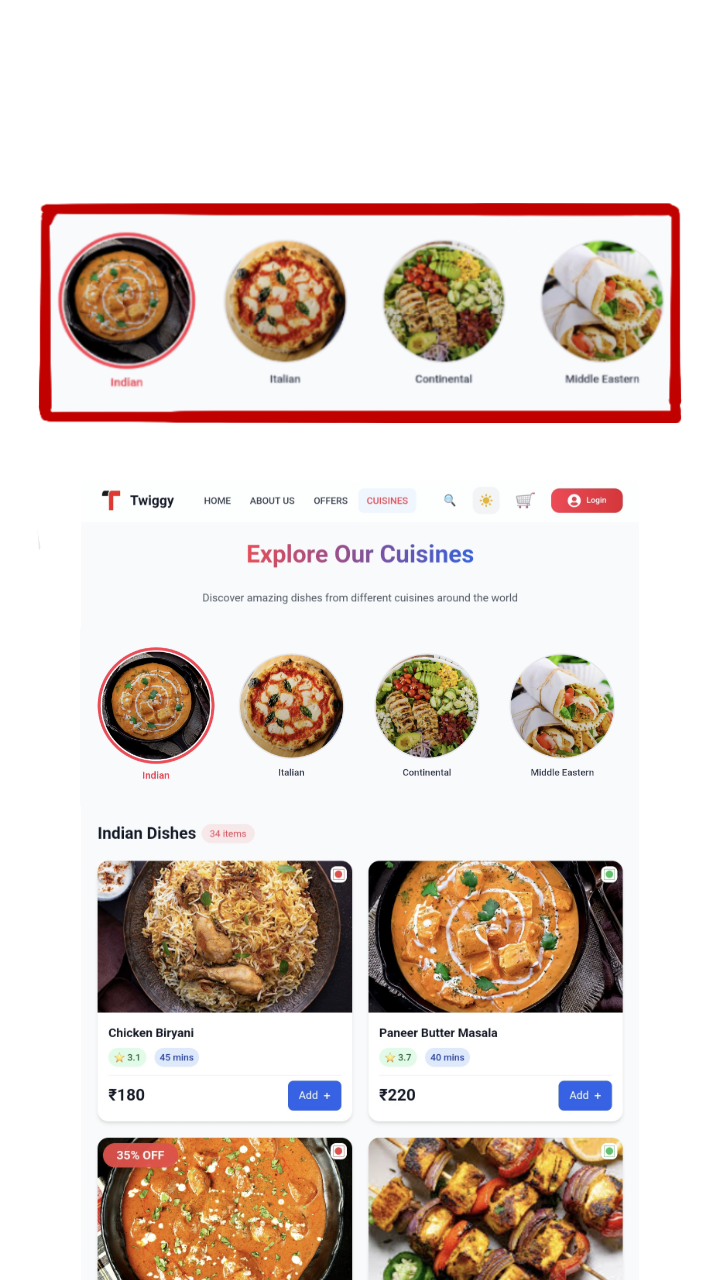 Indian Italian Continental Middle Eastern
Twiggy HOME ABOUT US OFFERS CUISINES Login
Explore Our Cuisines
Discover amazing dishes from different cuisines around the world
Indian Italian Continental Middle Eastern
Indian Dishes 34 items
Chicken Biryani
3.1 45 mins
₹180 Add +
Paneer Butter Masala
3.7 40 mins
₹220 Add +
35% OFF